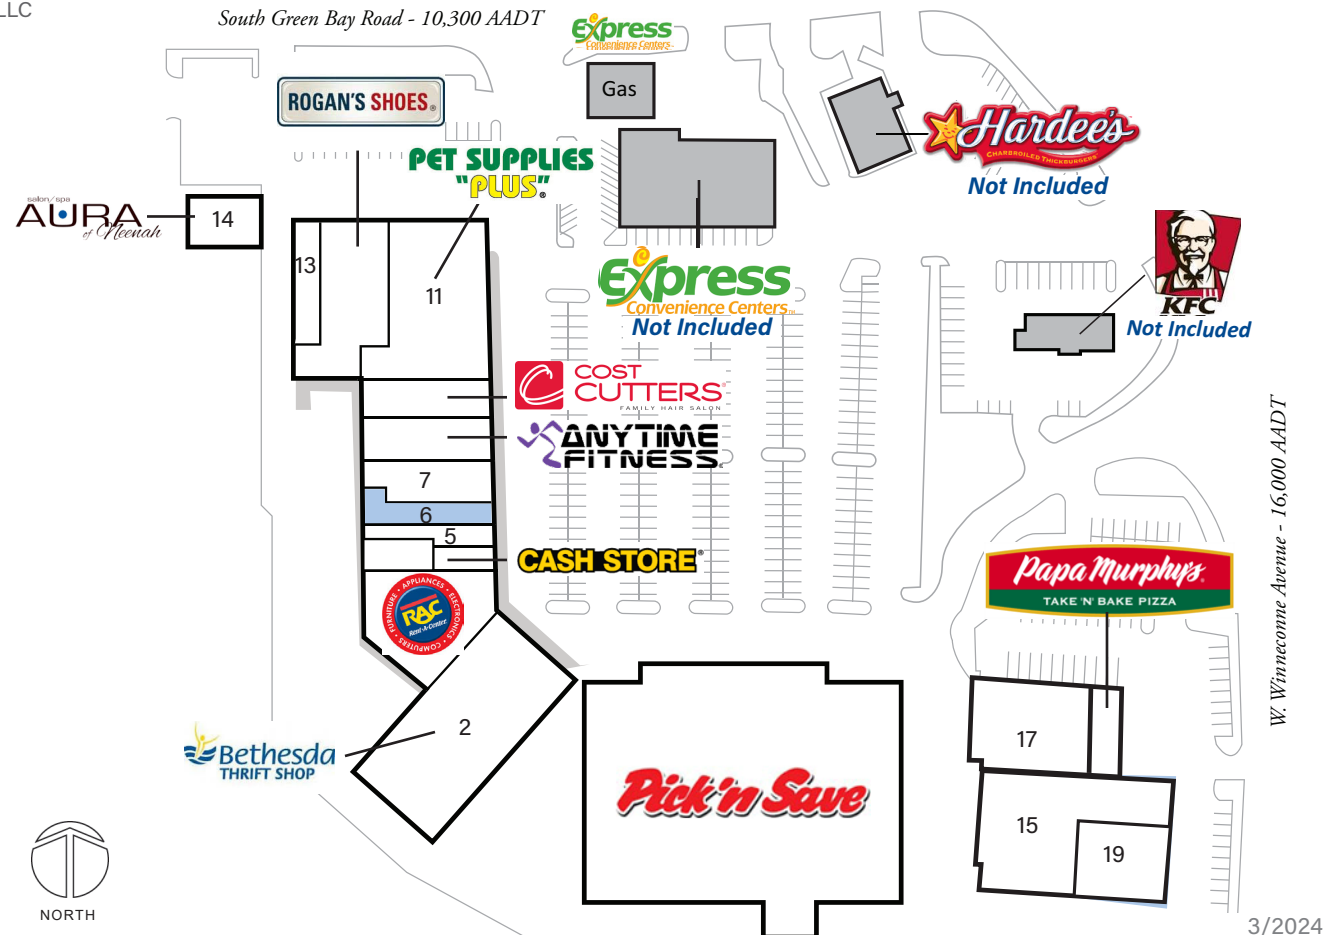 LLC
South Green Bay Road - 10,300 AADT
Express
Convenience Centers
Gas
ROGAN'S SHOES®
Hardee's
CHARBROILED THICKBURGERS
Not Included
PET SUPPLIES
"PLUS"®
salon/spa
AURA
of Neenah
14
13
11
Express
Convenience Centers™
Not Included
KFC
Not Included
COST
CUTTERS®
FAMILY HAIR SALON
ANYTIME
FITNESS®
7
6
5
CASH STORE®
W. Winneconne Avenue - 16,000 AADT
Papa Murphy's®
TAKE 'N' BAKE PIZZA
FURNITURE • APPLIANCES • ELECTRONICS • COMPUTERS •
RAC
Rent-A-Center
2
Bethesda
THRIFT SHOP
17
Pick'n Save
15
19
NORTH
3/2024